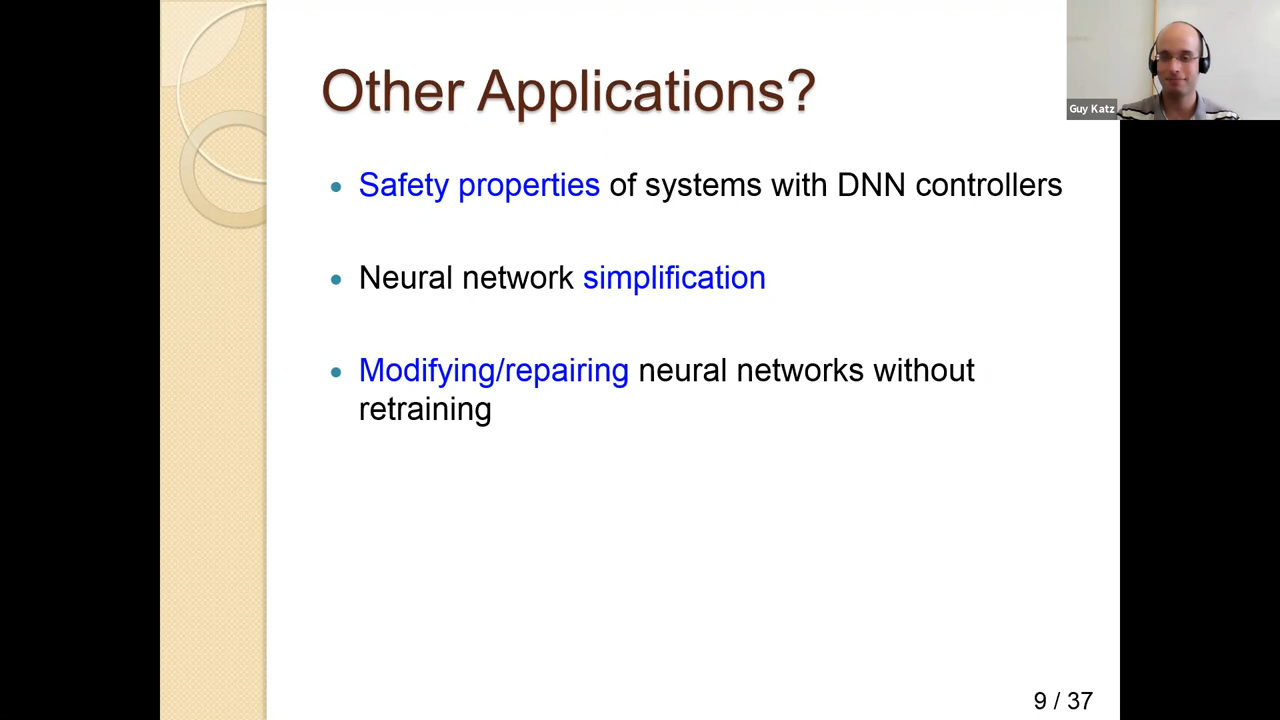 Other Applications?
Guy Katz
Safety properties of systems with DNN controllers
Neural network simplification
Modifying/repairing neural networks without
retraining
9 / 37